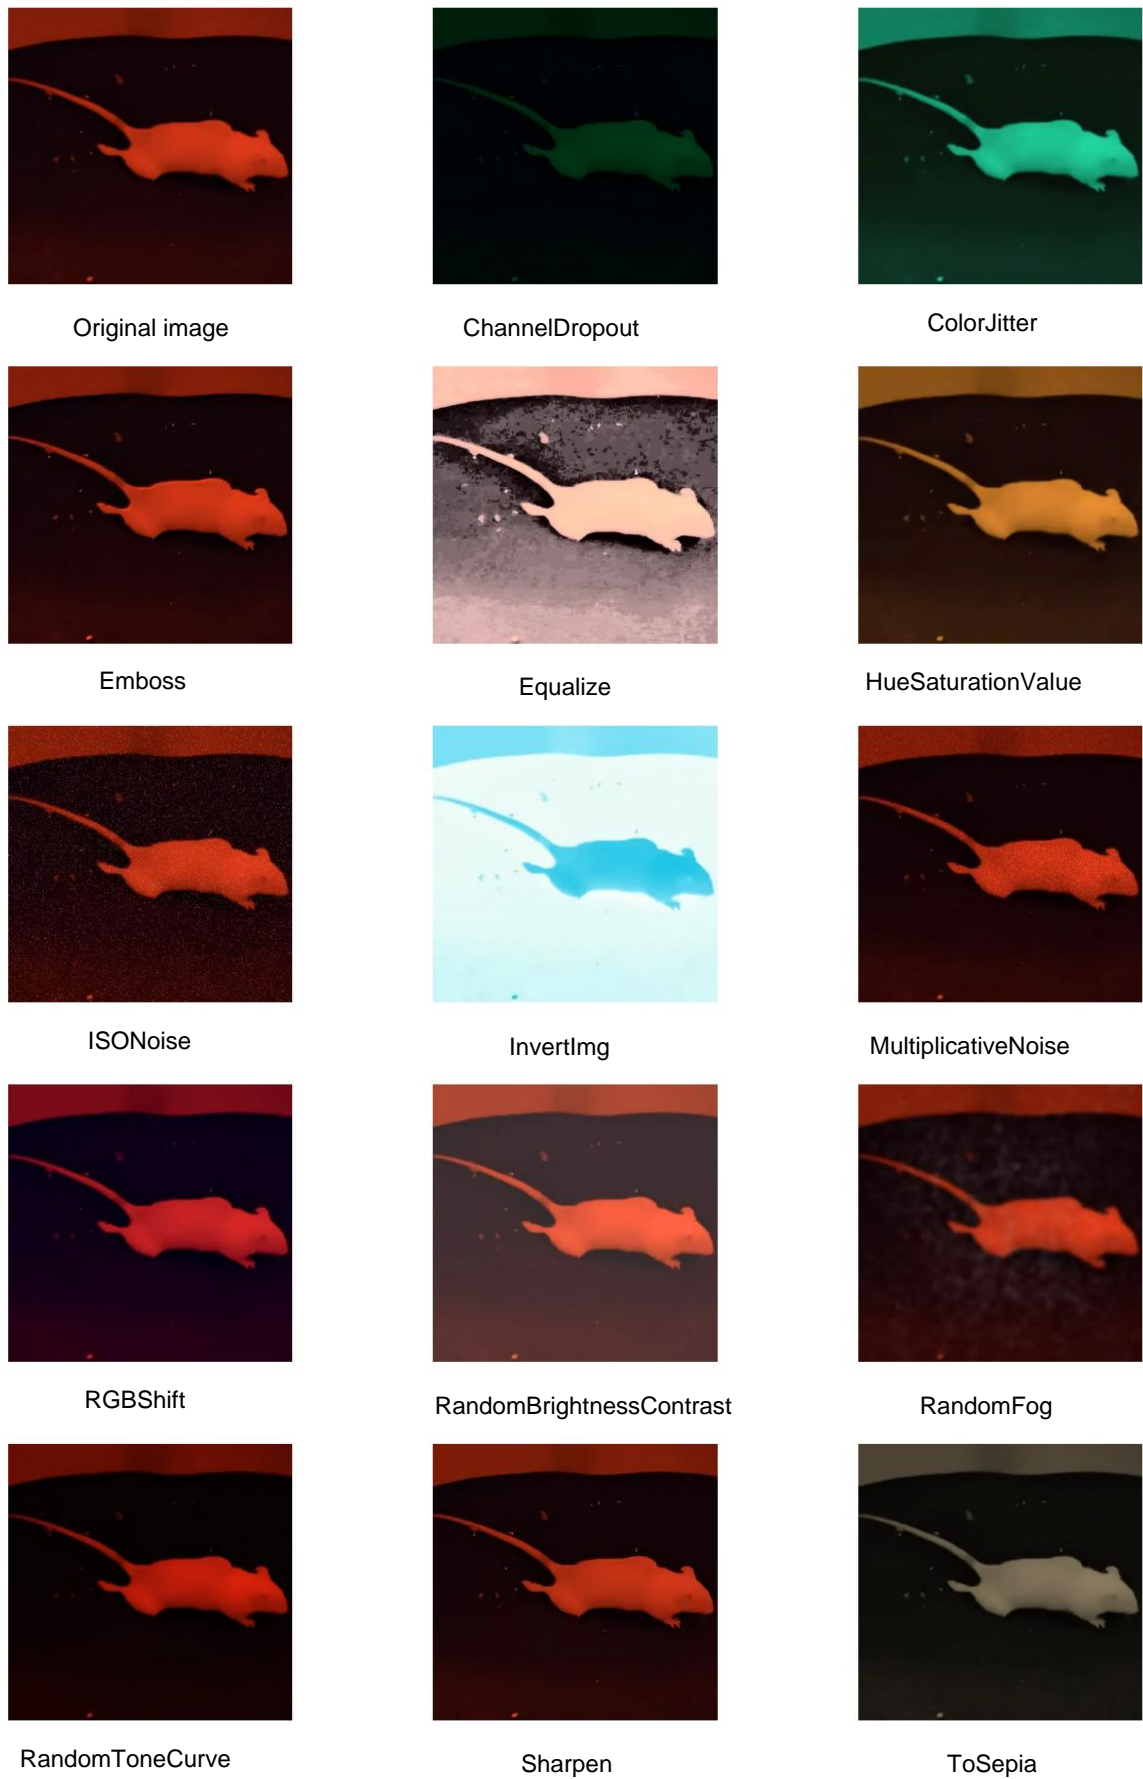 Original image
ChannelDropout
ColorJitter
Emboss
Equalize
HueSaturationValue
ISONoise
InvertImg
MultiplicativeNoise
RGBShift
RandomBrightnessContrast
RandomFog
RandomToneCurve
Sharpen
ToSepia